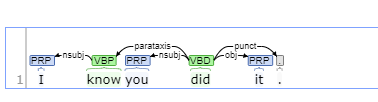 parataxis punct
nsubj nsubj obj
PRP VBP PRP VBD PRP .
1 I know you did it .